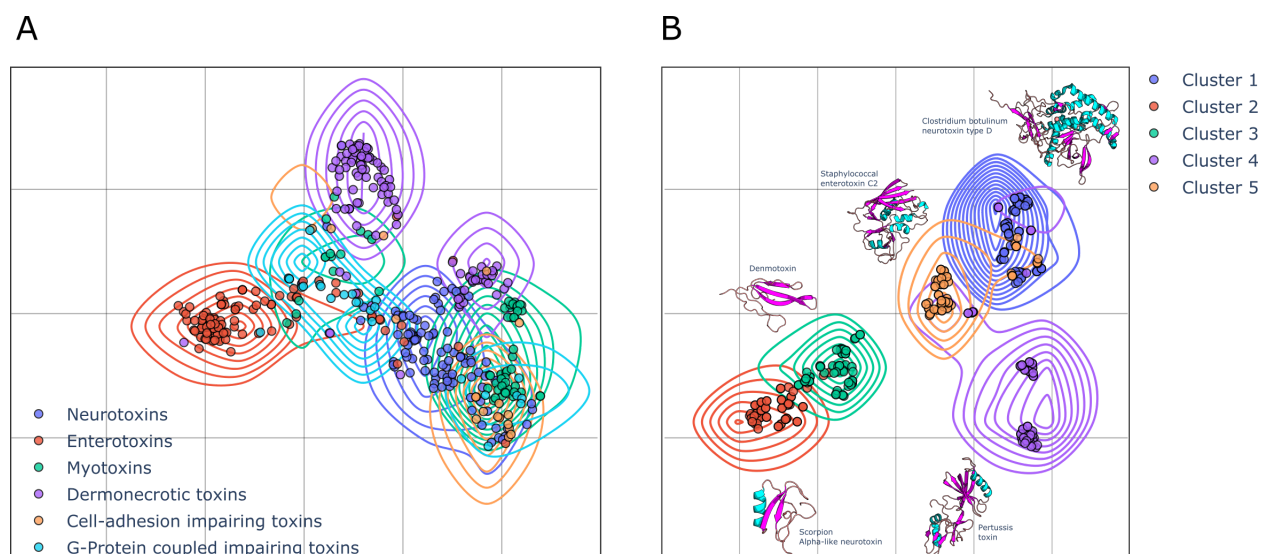 A
Neurotoxins
Enterotoxins
Myotoxins
Dermonecrotic toxins
Cell-adhesion impairing toxins
G-Protein coupled impairing toxins
B
Clostridium botulinum
neurotoxin type D
Staphylococcal
enterotoxin C2
Denmotoxin
Scorpion
Alpha-like neurotoxin
Pertussis
toxin
Cluster 1
Cluster 2
Cluster 3
Cluster 4
Cluster 5